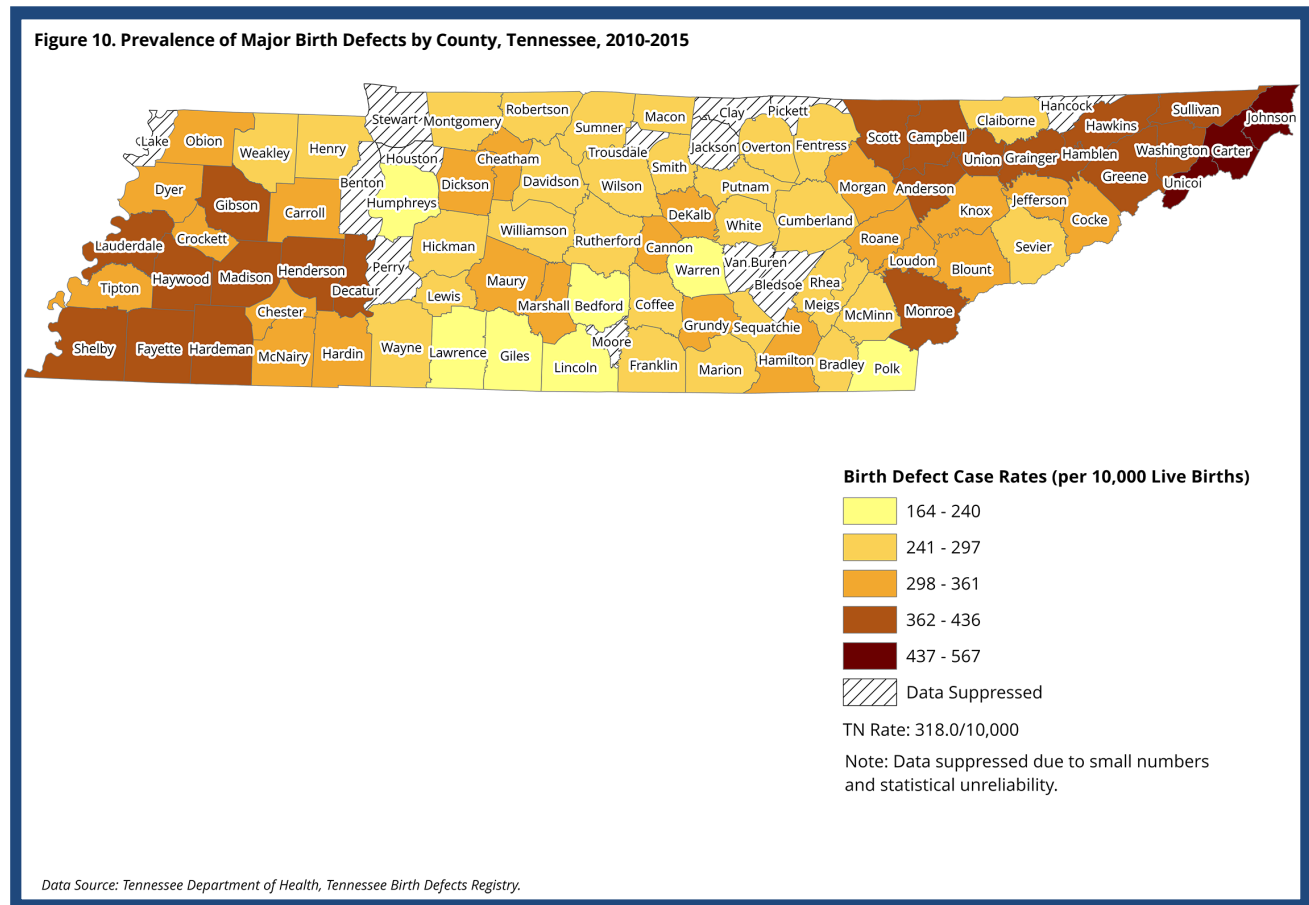 Figure 10. Prevalence of Major Birth Defects by County, Tennessee, 2010-2015
Lake
Obion
Weakley
Henry
Stewart
Montgomery
Robertson
Sumner
Macon
Clay
Pickett
Scott
Campbell
Claiborne
Hancock
Hawkins
Sullivan
Johnson
Houston
Cheatham
Trousdale
Smith
Jackson
Overton
Fentress
Union
Grainger
Hamblen
Washington
Carter
Dyer
Gibson
Carroll
Benton
Humphreys
Dickson
Davidson
Wilson
Putnam
Morgan
Anderson
Greene
Unicoi
Crockett
DeKalb
White
Cumberland
Knox
Jefferson
Cocke
Lauderdale
Haywood
Madison
Henderson
Decatur
Perry
Hickman
Williamson
Rutherford
Cannon
Warren
Van Buren
Bledsoe
Rhea
Roane
Loudon
Blount
Sevier
Tipton
Chester
Lewis
Maury
Marshall
Bedford
Coffee
Grundy
Sequatchie
Meigs
McMinn
Monroe
Shelby
Fayette
Hardeman
McNairy
Hardin
Wayne
Lawrence
Giles
Lincoln
Moore
Franklin
Marion
Hamilton
Bradley
Polk
Birth Defect Case Rates (per 10,000 Live Births)
164 - 240
241 - 297
298 - 361
362 - 436
437 - 567
Data Suppressed
TN Rate: 318.0/10,000
Note: Data suppressed due to small numbers
and statistical unreliability.
Data Source: Tennessee Department of Health, Tennessee Birth Defects Registry.